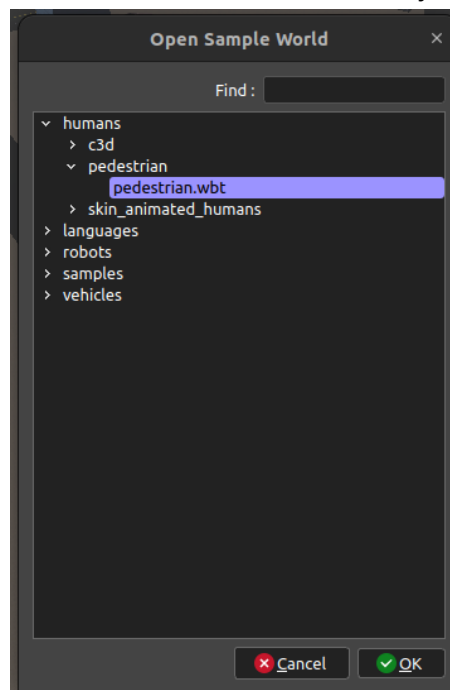 Open Sample World
Find :
humans
c3d
pedestrian
pedestrian.wbt
skin_animated_humans
languages
robots
samples
vehicles
Cancel
OK